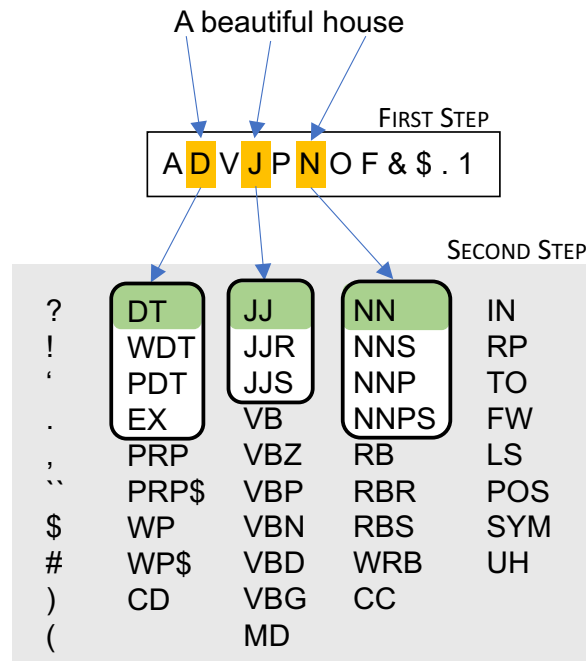 A beautiful house
FIRST STEP
A D V J P N O F & $ . 1
SECOND STEP
? DT JJ NN IN
! WDT JJR NNS RP
‘ PDT JJS NNP TO
. EX VB NNPS FW
, PRP VBZ RB LS
`` PRP$ VBP RBR POS
$ WP VBN RBS SYM
# WP$ VBD WRB UH
) CD VBG CC
( MD